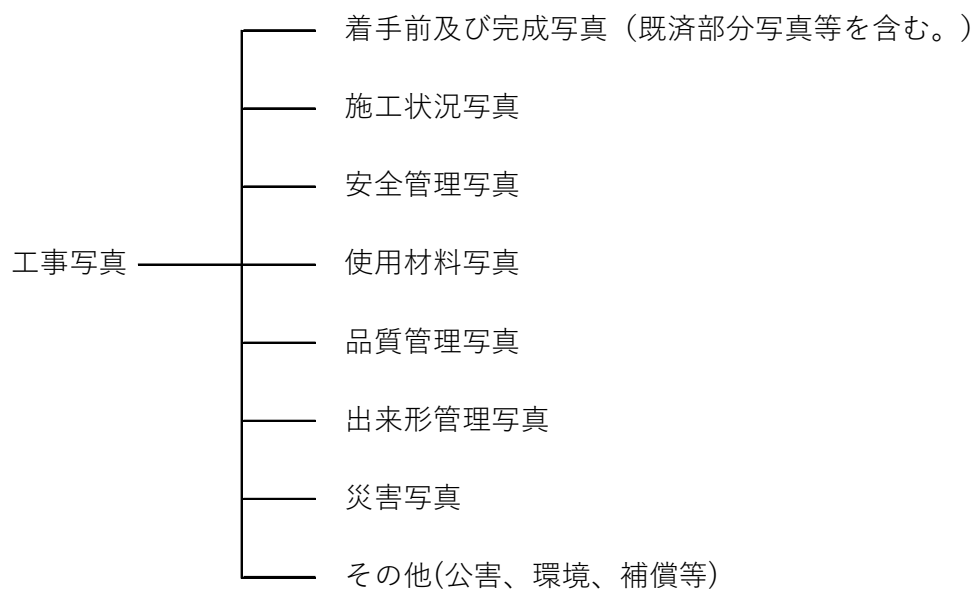 着手前及び完成写真（既済部分写真等を含む。）
施工状況写真
安全管理写真
工事写真
使用材料写真
品質管理写真
出来形管理写真
災害写真
その他(公害、環境、補償等)